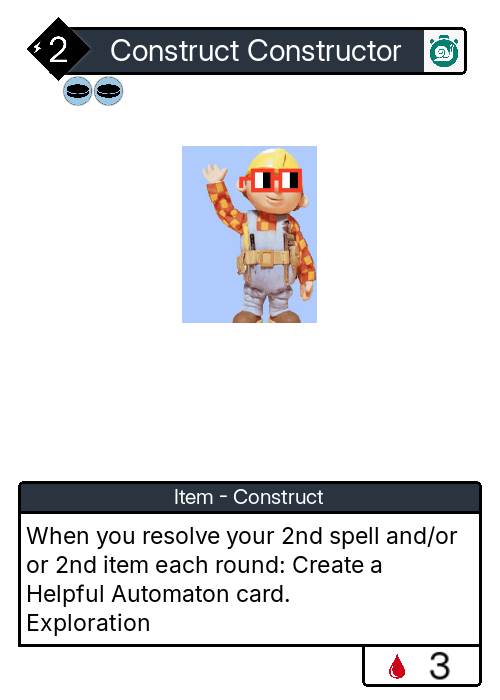 2 Construct Constructor
Item - Construct
When you resolve your 2nd spell and/or
or 2nd item each round: Create a
Helpful Automaton card.
Exploration
3